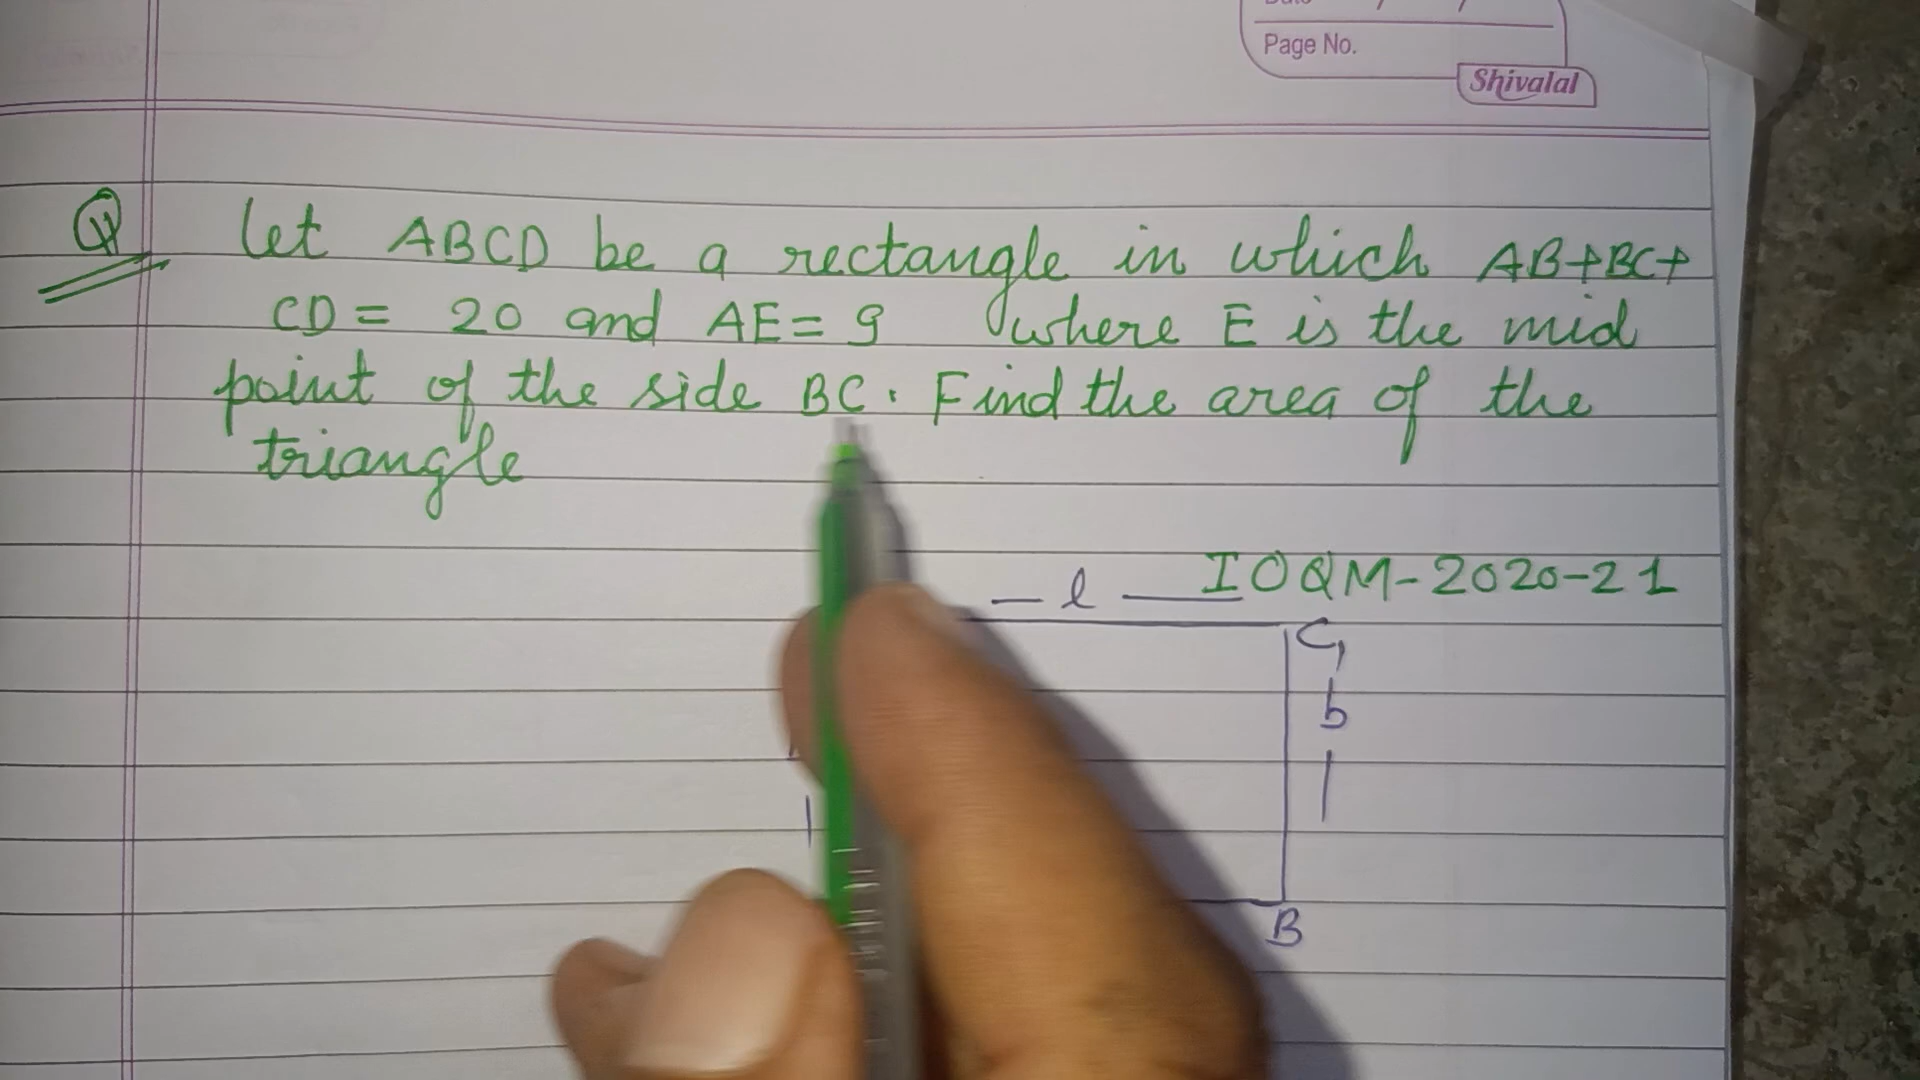 Page No.
Shivalal
Q Let ABCD be a rectangle in which AB+BC+
CD = 20 and AE = 9 where E is the mid
point of the side BC. Find the area of the
triangle
IOQM-2020-21
l
C
b
B